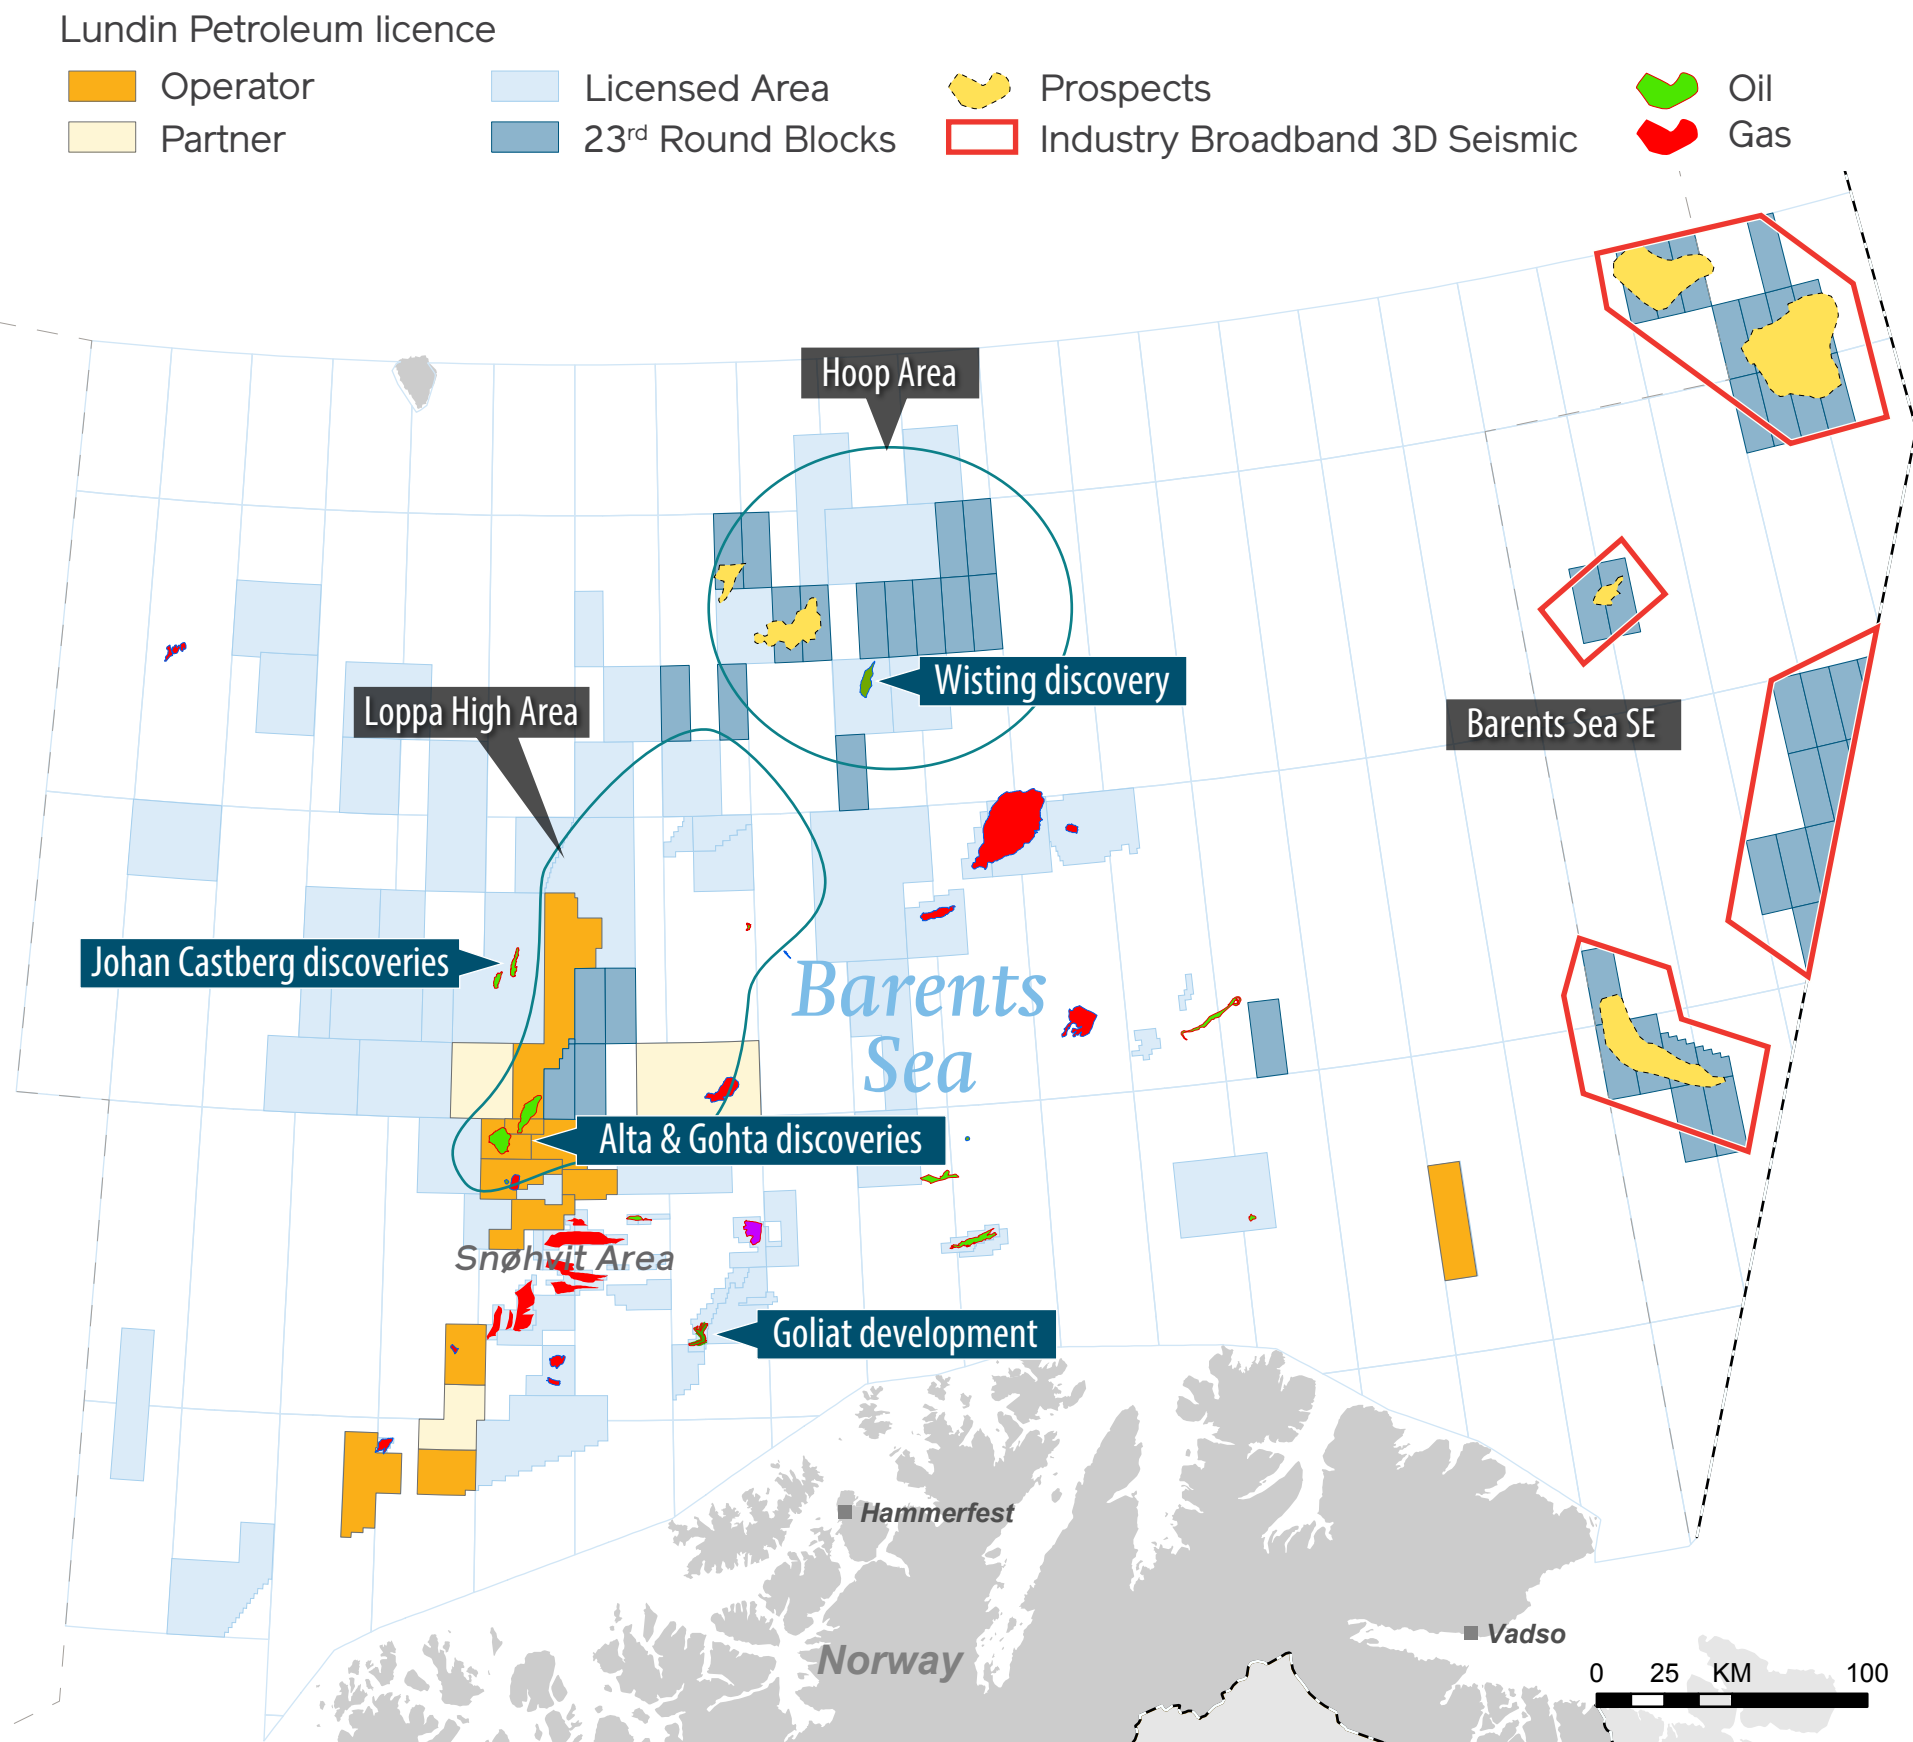 Lundin Petroleum licence
Operator
Licensed Area
Prospects
Oil
Partner
23rd Round Blocks
Industry Broadband 3D Seismic
Gas
Hoop Area
Wisting discovery
Loppa High Area
Barents Sea SE
Johan Castberg discoveries
Barents
Sea
Alta & Gohta discoveries
Snøhvit Area
Goliat development
Hammerfest
Vadso
Norway
0 25 KM 100